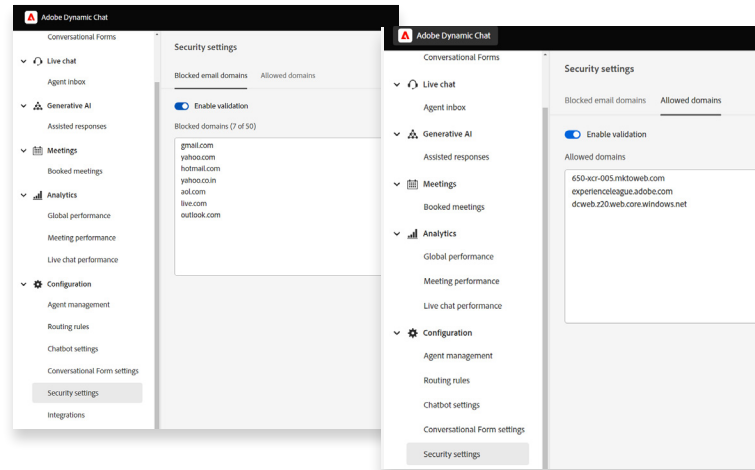 Adobe Dynamic Chat
Conversational Forms
Live chat
Agent inbox
Generative AI
Assisted responses
Meetings
Booked meetings
Analytics
Global performance
Meeting performance
Live chat performance
Configuration
Agent management
Routing rules
Chatbot settings
Conversational Form settings
Security settings
Integrations
Security settings
Blocked email domains Allowed domains
Enable validation
Blocked domains (7 of 50)
gmail.com
yahoo.com
hotmail.com
yahoo.co.in
aol.com
live.com
outlook.com
Adobe Dynamic Chat
Conversational Forms
Live chat
Agent inbox
Generative AI
Assisted responses
Meetings
Booked meetings
Analytics
Global performance
Meeting performance
Live chat performance
Configuration
Agent management
Routing rules
Chatbot settings
Conversational Form settings
Security settings
Security settings
Blocked email domains Allowed domains
Enable validation
Allowed domains
650-xcr-005.mktoweb.com
experienceleague.adobe.com
dcweb.z20.web.core.windows.net